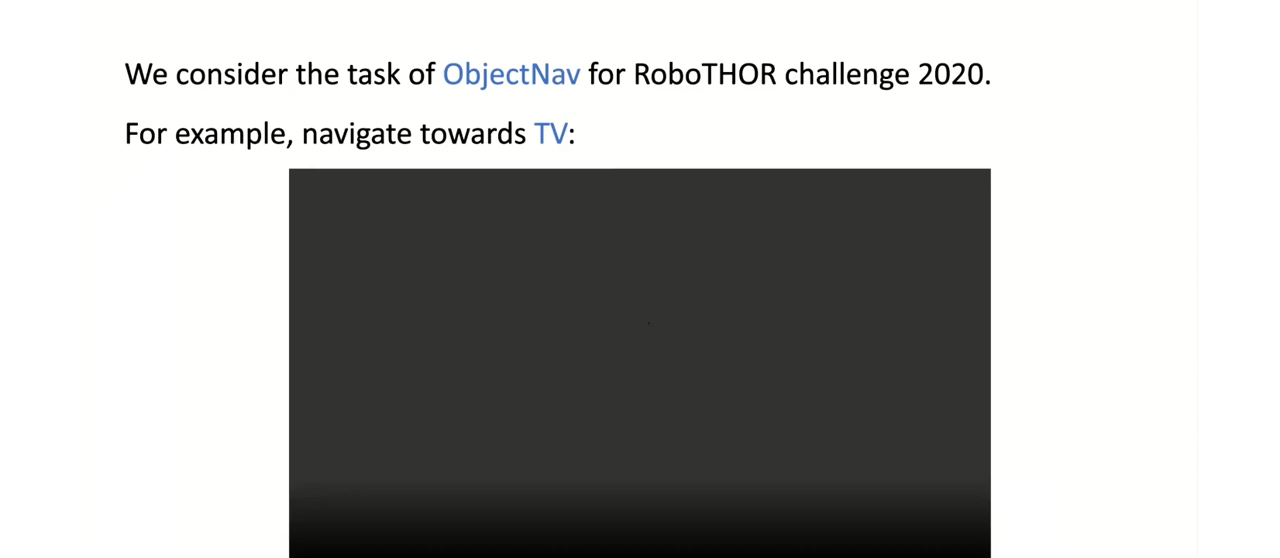 We consider the task of ObjectNav for RoboTHOR challenge 2020.
For example, navigate towards TV: